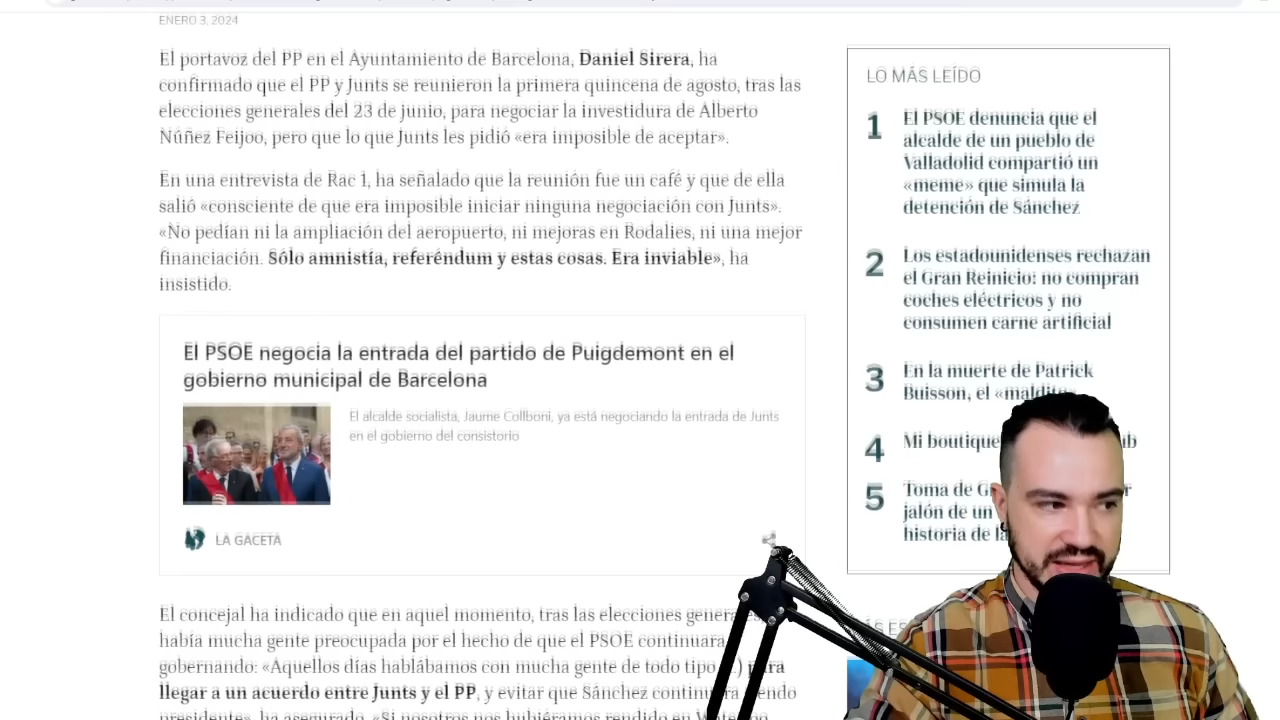 ENERO 3, 2024
El portavoz del PP en el Ayuntamiento de Barcelona, Daniel Sirera, ha
confirmado que el PP y Junts se reunieron la primera quincena de agosto, tras las
elecciones generales del 23 de junio, para negociar la investidura de Alberto
Núñez Feijoo, pero que lo que Junts les pidió «era imposible de aceptar».
En una entrevista de Rac 1, ha señalado que la reunión fue un café y que de ella
salió «consciente de que era imposible iniciar ninguna negociación con Junts».
«No pedían ni la ampliación del aeropuerto, ni mejoras en Rodalies, ni una mejor
financiación. Sólo amnistía, referéndum y estas cosas. Era inviable», ha
insistido.
El PSOE negocia la entrada del partido de Puigdemont en el
gobierno municipal de Barcelona
El alcalde socialista, Jaume Collboni, ya está negociando la entrada de Junts
en el gobierno del consistorio
LA GACETA
El concejal ha indicado que en aquel momento, tras las elecciones
había mucha gente preocupada por el hecho de que el PSOE continuara
gobernando: «Aquellos días hablábamos con mucha gente de todo tipo
llegar a un acuerdo entre Junts y el PP, y evitar que Sánchez
presidente», ha asegurado. «Si nosotros nos hubiéramos rendido en
LO MÁS LEÍDO
1 El PSOE denuncia que el
alcalde de un pueblo de
Valladolid compartió un
«meme» que simula la
detención de Sánchez
2 Los estadounidenses rechazan
el Gran Reinicio: no compran
coches eléctricos y no
consumen carne artificial
3 En la muerte de Patrick
Buisson, el «maldito»
4 Mi boutique
5 Toma de
jalón de un
historia de